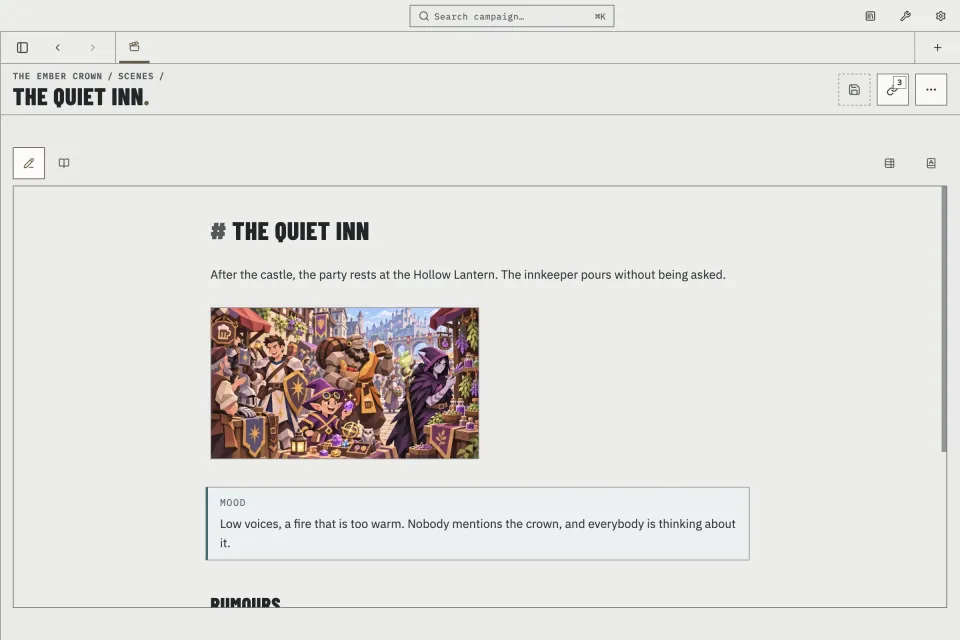 Search campaign… ⌘K
THE EMBER CROWN / SCENES /
THE QUIET INN.
3
# THE QUIET INN
After the castle, the party rests at the Hollow Lantern. The innkeeper pours without being asked.
MOOD
Low voices, a fire that is too warm. Nobody mentions the crown, and everybody is thinking about
it.
RUMOURS